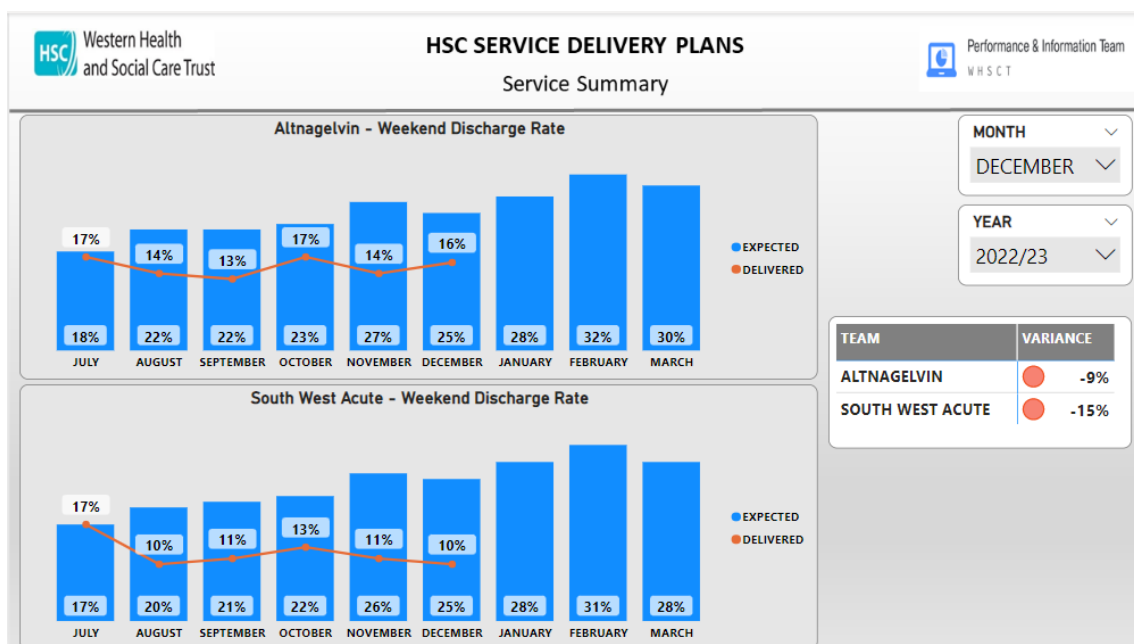 HSC
Western Health
and Social Care Trust
HSC SERVICE DELIVERY PLANS
Service Summary
Performance & Information Team
WHSCT
Altnagelvin - Weekend Discharge Rate
17% 14% 13% 17% 14% 16%
18% 22% 22% 23% 27% 25% 28% 32% 30%
JULY AUGUST SEPTEMBER OCTOBER NOVEMBER DECEMBER JANUARY FEBRUARY MARCH
EXPECTED
DELIVERED
MONTH
DECEMBER
YEAR
2022/23
TEAM VARIANCE
ALTNAGELVIN -9%
SOUTH WEST ACUTE -15%
South West Acute - Weekend Discharge Rate
17% 10% 11% 13% 11% 10%
17% 20% 21% 22% 26% 25% 28% 31% 28%
JULY AUGUST SEPTEMBER OCTOBER NOVEMBER DECEMBER JANUARY FEBRUARY MARCH
EXPECTED
DELIVERED